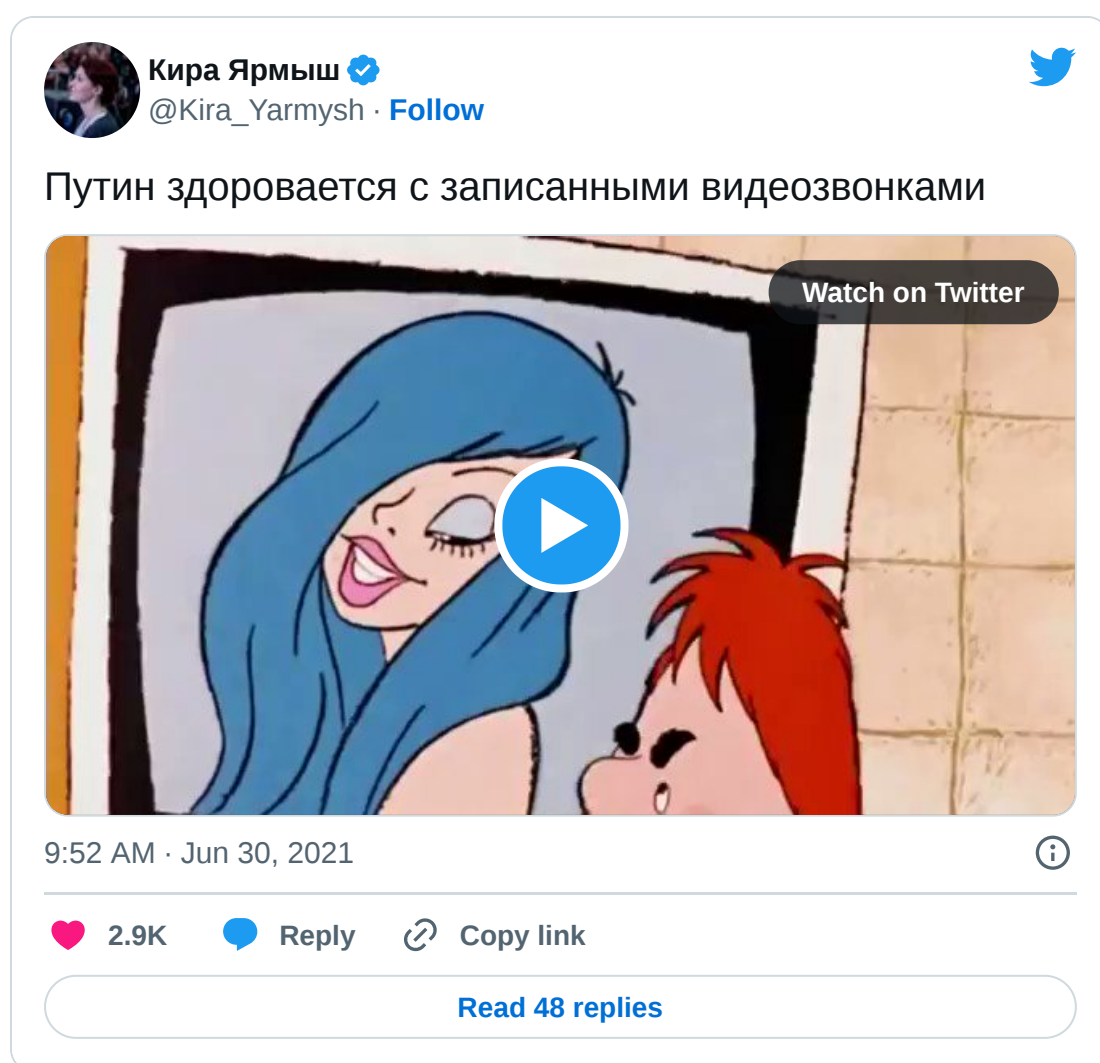 Кира Ярмыш
@Kira_Yarmysh · Follow
Путин здоровается с записанными видеозвонками
Watch on Twitter
9:52 AM · Jun 30, 2021
2.9K Reply Copy link
Read 48 replies